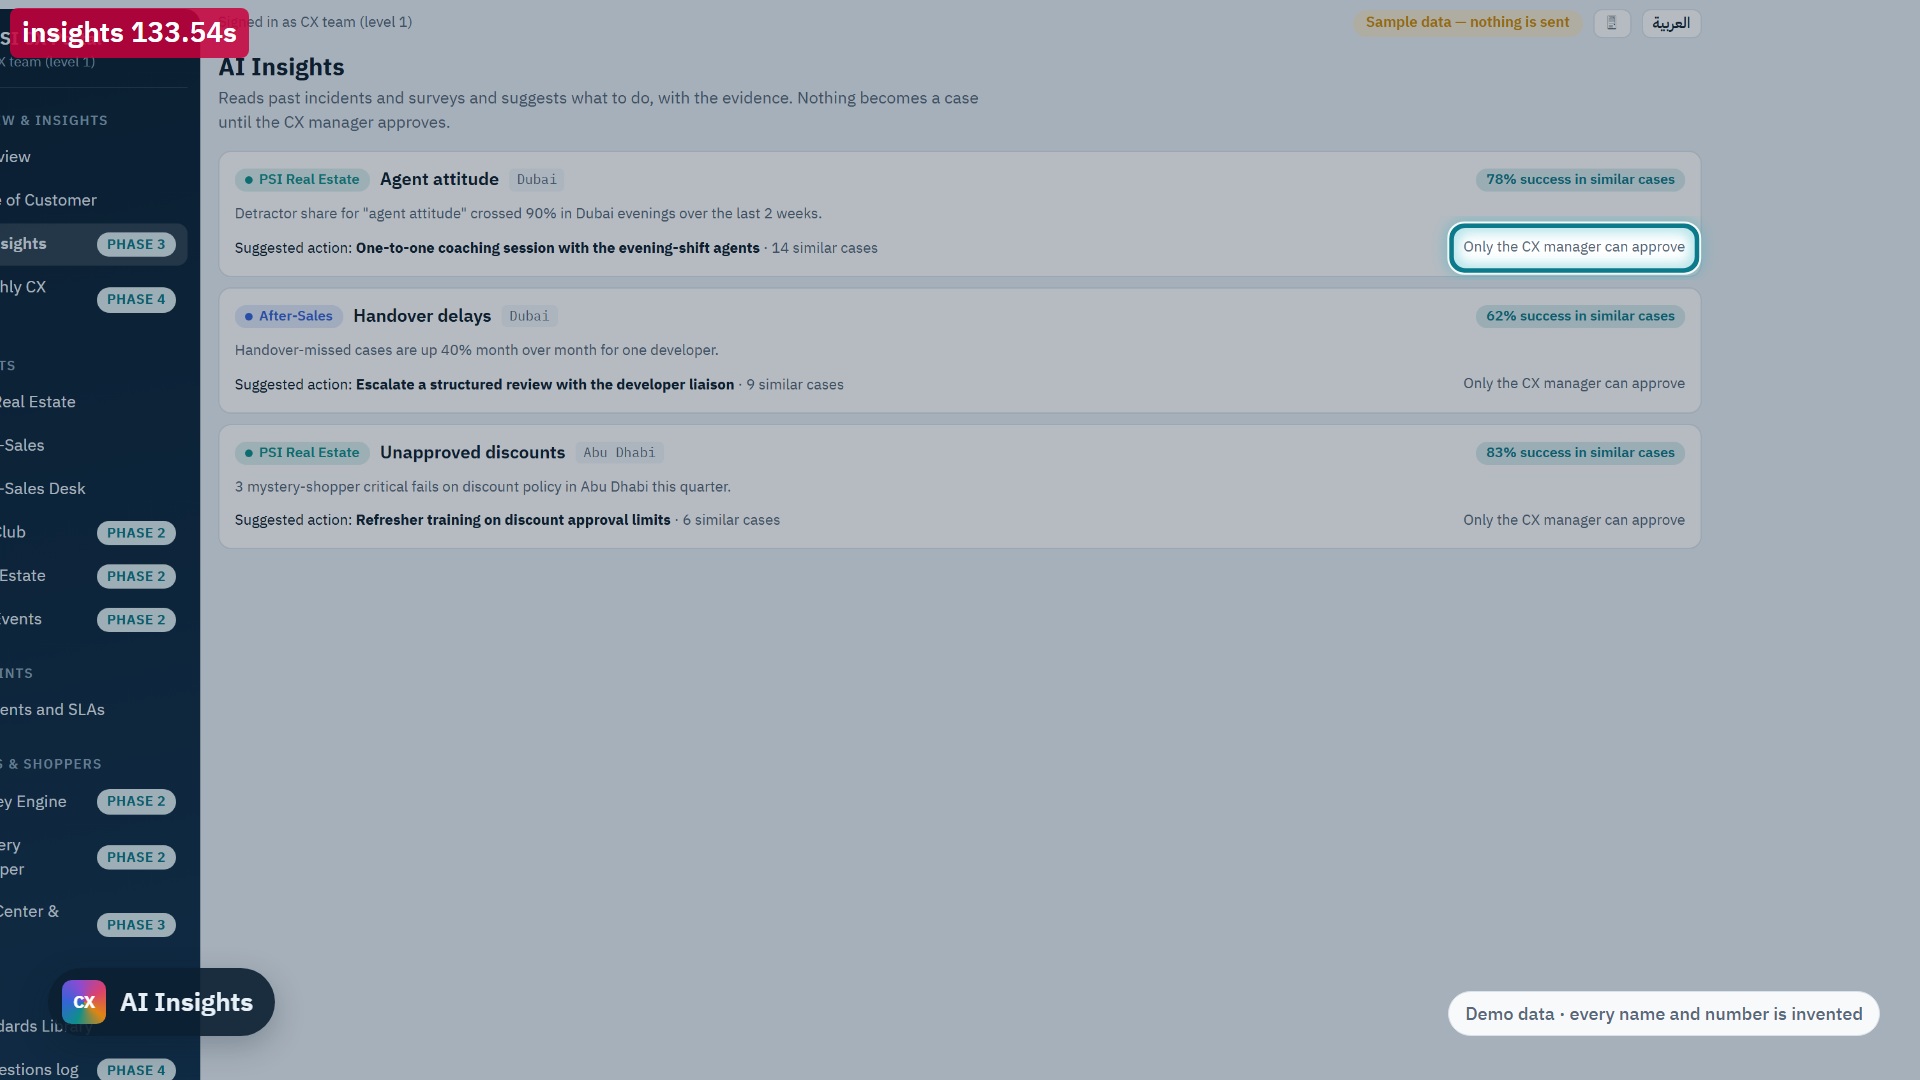 insights 133.54s
ed in as CX team (level 1)
Sample data — nothing is sent
العربية
X team (level 1)
W & INSIGHTS
view
e of Customer
sights
PHASE 3
hly CX
PHASE 4
TS
Real Estate
-Sales
-Sales Desk
Club
PHASE 2
Estate
PHASE 2
Events
PHASE 2
INTS
ents and SLAs
S & SHOPPERS
ey Engine
PHASE 2
ery
per
PHASE 2
Center &
PHASE 3
dards Library
estions log
PHASE 4
AI Insights
Reads past incidents and surveys and suggests what to do, with the evidence. Nothing becomes a case
until the CX manager approves.
PSI Real Estate
Agent attitude
Dubai
78% success in similar cases
Detractor share for "agent attitude" crossed 90% in Dubai evenings over the last 2 weeks.
Suggested action: One-to-one coaching session with the evening-shift agents · 14 similar cases
Only the CX manager can approve
After-Sales
Handover delays
Dubai
62% success in similar cases
Handover-missed cases are up 40% month over month for one developer.
Suggested action: Escalate a structured review with the developer liaison · 9 similar cases
Only the CX manager can approve
PSI Real Estate
Unapproved discounts
Abu Dhabi
83% success in similar cases
3 mystery-shopper critical fails on discount policy in Abu Dhabi this quarter.
Suggested action: Refresher training on discount approval limits · 6 similar cases
Only the CX manager can approve
CX
AI Insights
Demo data · every name and number is invented